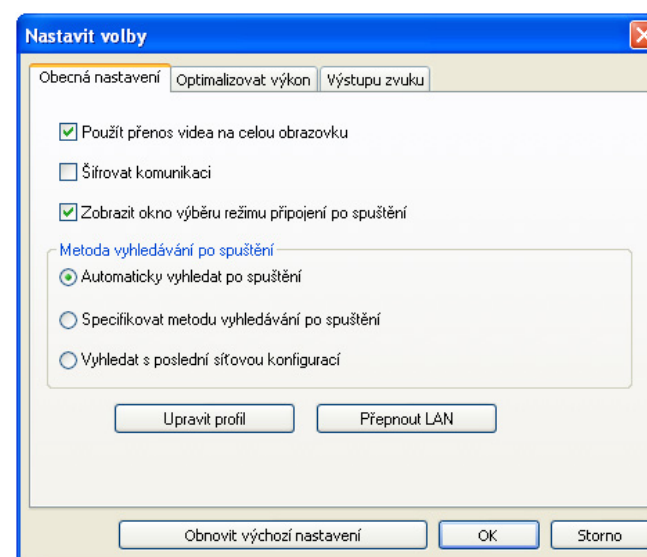 Nastavit volby
Obecná nastavení Optimalizovat výkon Výstupu zvuku
Použít přenos videa na celou obrazovku
Šifrovat komunikaci
Zobrazit okno výběru režimu připojení po spuštění
Metoda vyhledávání po spuštění
Automaticky vyhledat po spuštění
Specifikovat metodu vyhledávání po spuštění
Vyhledat s poslední síťovou konfigurací
Upravit profil Přepnout LAN
Obnovit výchozí nastavení OK Storno